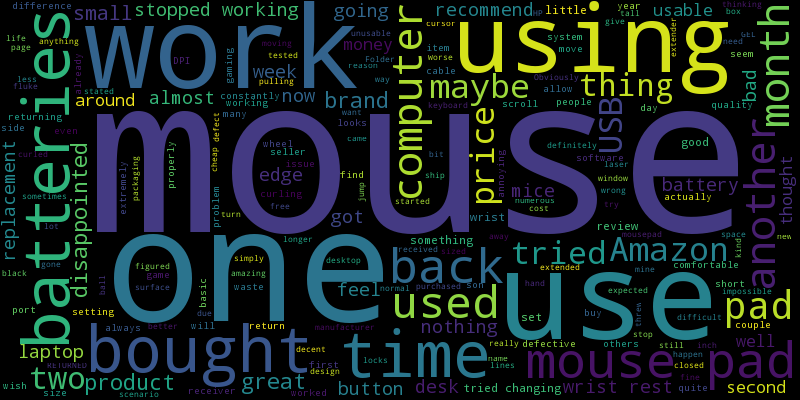 difference
small
stopped working
going
recommend
little
HP
year
tall
box
thinking
life
page
anything
work
using
usable
GEL
need
month
batteries
DPI
moving
tested
unusable
Folder
reason
way
money
computer
cursor
item
Worse
cable
system
move
give
extender
seem
bad
already
less
fluke
stated
gaming
pulling
week
maybe
thing
Obviously
allow
around
almost
constantly
working
now
brand
keyboard
price
scroll
people
USB
day
quality
returning
many
want
looks
side
even
mouse
replacement
curled
disappointed
extremely
packaging
properly
cheap
defect
wheel
seller
issue
edge
curling
free
came
find
jump
bit
ship
started
annoying
definitely
software
laser
window
wrong
try
good
battery
actually
another
thought
mice
numerous
cost
sometimes
lot
problem
turn
got
wrist
review
space
kind
new
gone
one
longer
something
away
tried
Amazon
mousepad
mine
comfortable
black
ball
figured
game
surface
simply
amazing
waste
desktop
feel
normal
back
received
sized
purchased
son
used
extended
hand
use
expected
threw
short
impossible
port
basic
due
setting
always
better
will
return
manufacturer
nothing
set
buy
stop
difficult
pad
couple
laptop
bought
decent
first
design
time
really
defective
name
lines
others
still
happen
closed
inch
well
RETURNED
wish
size
two
product
scenario
receiver
great
worked
locks
button
desk
tried changing
wrist rest
mouse pad
fine
quite
second